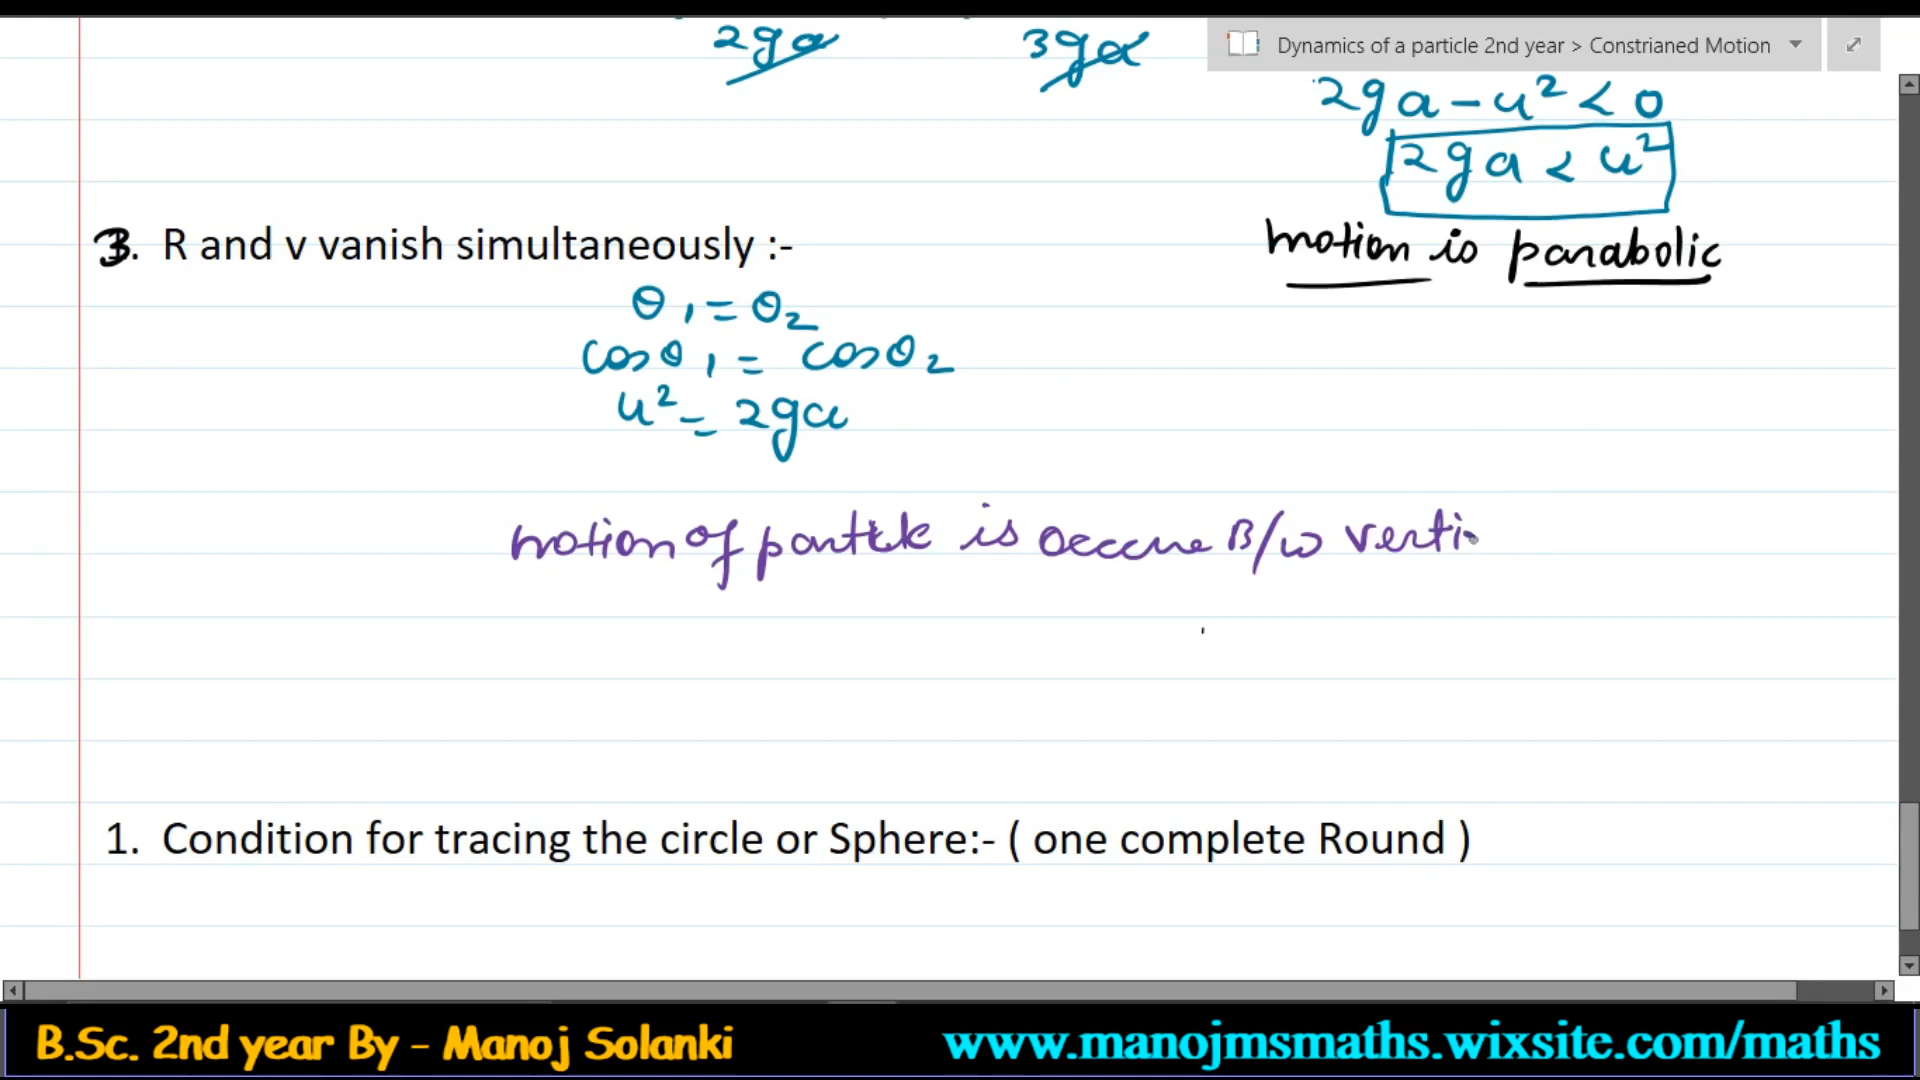 2ga
3ga
Dynamics of a particle 2nd year > Constrianed Motion
2ga - u² < 0
2ga < u²
motion is parabolic
3. R and v vanish simultaneously :-
θ₁ = θ₂
cosθ₁ = cosθ₂
u² = 2ga
motion of particle is occure B/w verti
1. Condition for tracing the circle or Sphere:- ( one complete Round )
B.Sc. 2nd year By - Manoj Solanki
www.manojmsmaths.wixsite.com/maths